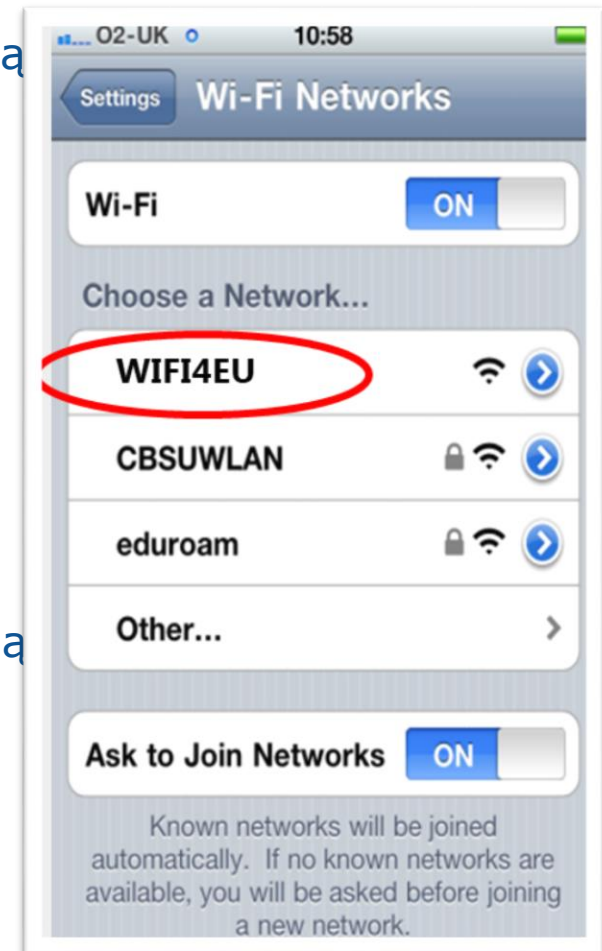 ą
O2-UK 10:58
Settings Wi-Fi Networks
Wi-Fi ON
Choose a Network...
WIFI4EU
CBSUWLAN
eduroam
Other...
ą
Ask to Join Networks ON
Known networks will be joined
automatically. If no known networks are
available, you will be asked before joining
a new network.